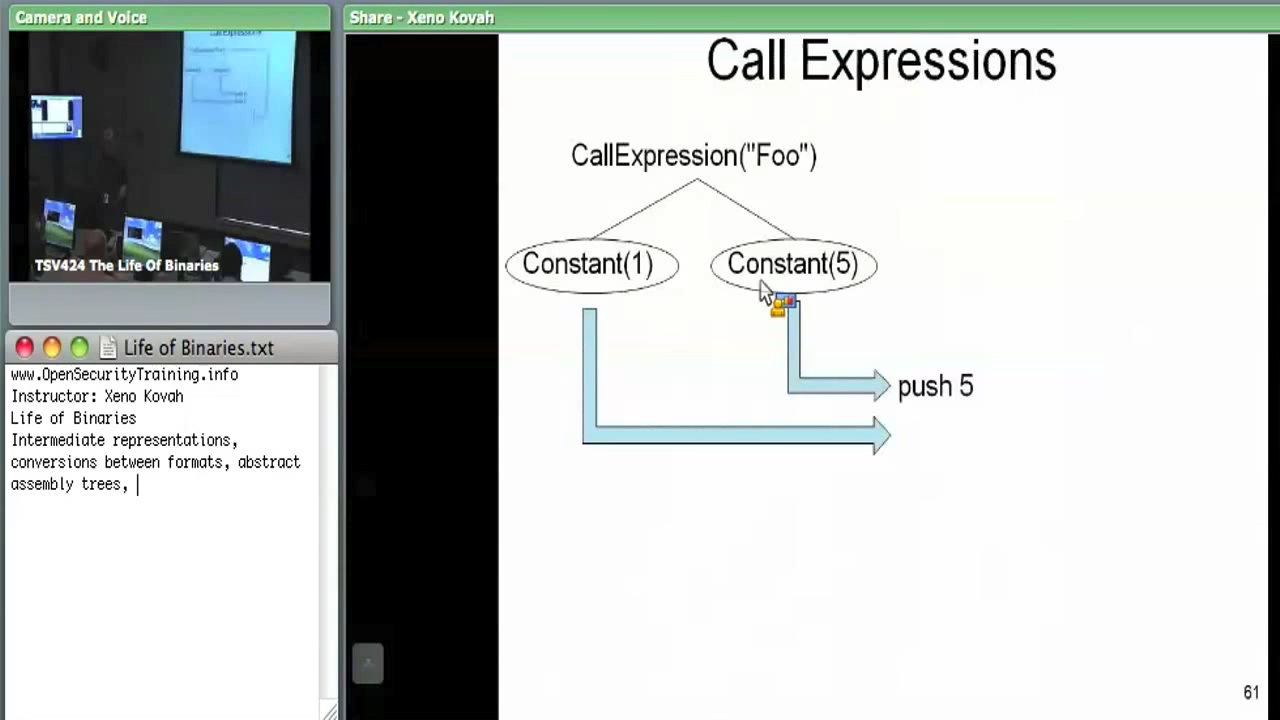 Camera and Voice
TSV424 The Life Of Binaries
Life of Binaries.txt
www.OpenSecurityTraining.info
Instructor: Xeno Kovah
Life of Binaries
Intermediate representations,
conversions between formats, abstract
assembly trees,
Share - Xeno Kovah
Call Expressions
CallExpression("Foo")
Constant(1) Constant(5)
push 5
61